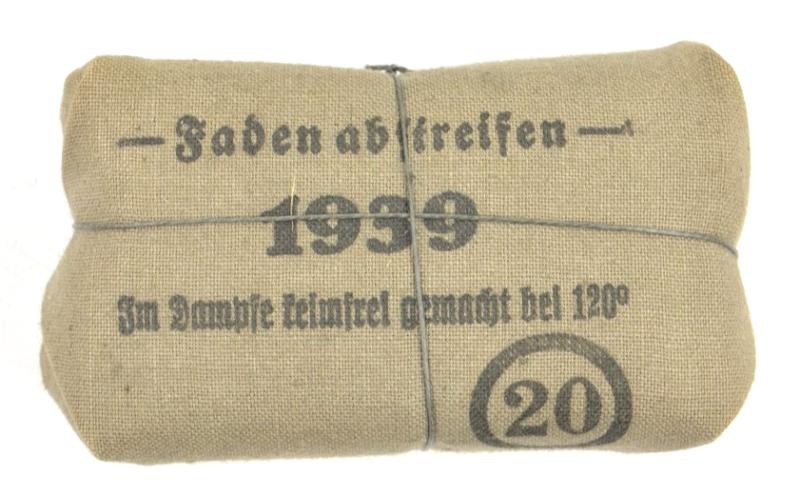 — Faden abstreifen —
1939
Im Dampfe keimfrei gemacht bei 120°
20